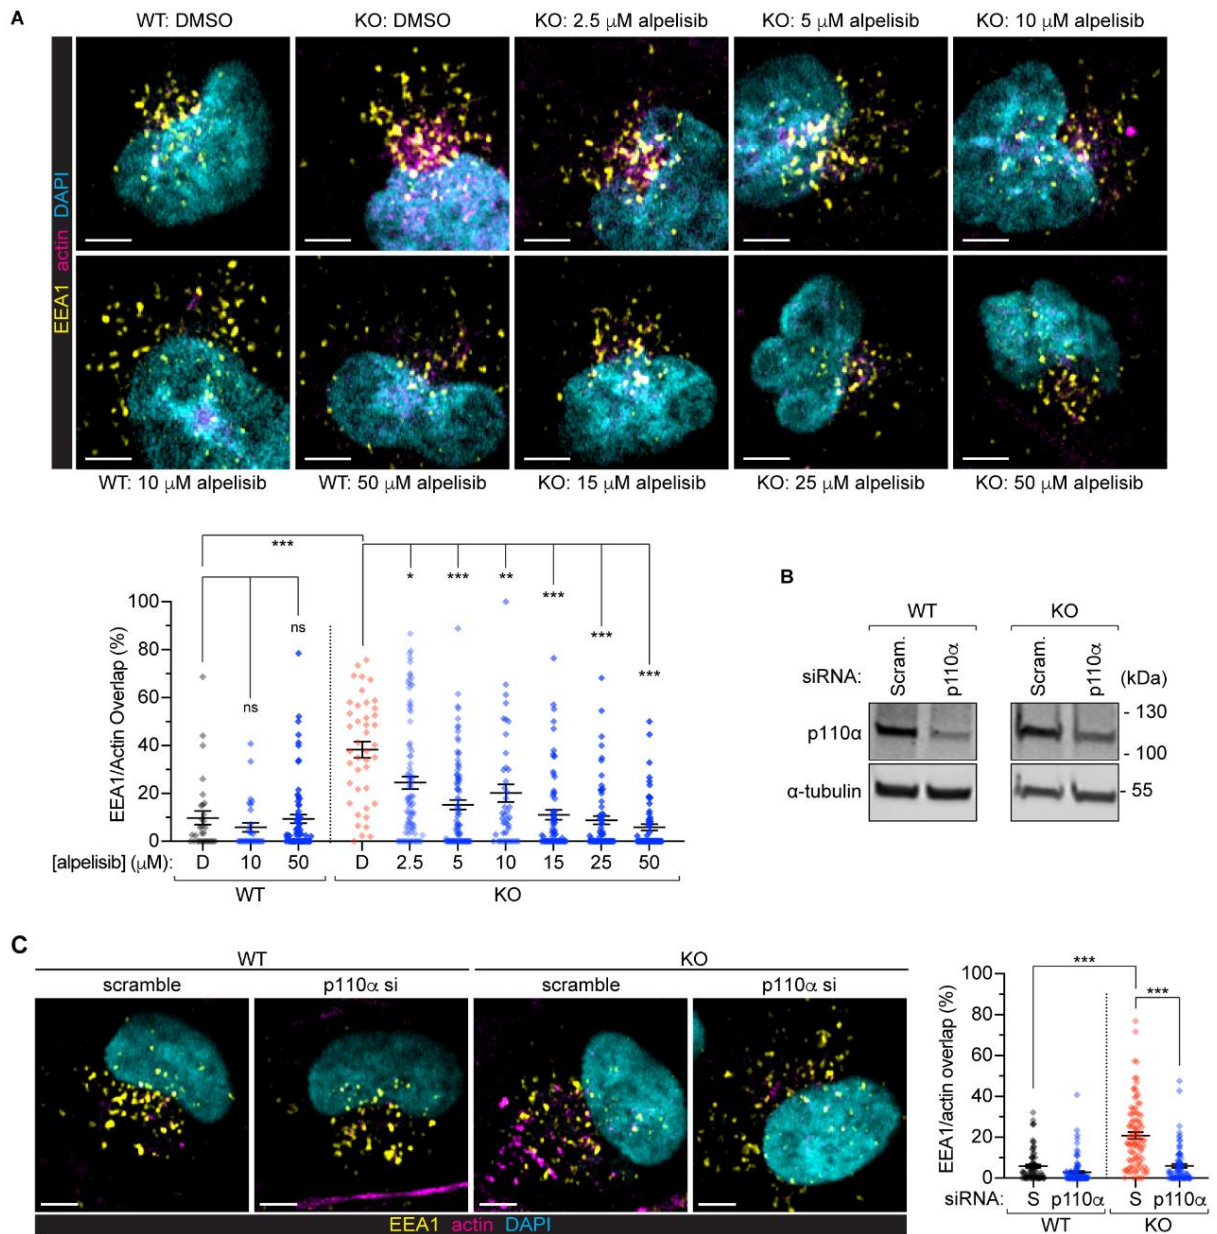 A
WT: DMSO KO: DMSO KO: 2.5 μM alpelisib KO: 5 μM alpelisib KO: 10 μM alpelisib
EEA1 actin DAPI
WT: 10 μM alpelisib WT: 50 μM alpelisib KO: 15 μM alpelisib KO: 25 μM alpelisib KO: 50 μM alpelisib
***
* *** ** *** *** ***
ns ns
EEA1/Actin Overlap (%)
100
80
60
40
20
0
[alpelisib] (μM): D 10 50 D 2.5 5 10 15 25 50
WT KO
B
WT KO
siRNA: Scram. p110α Scram. p110α (kDa)
p110α - 130
- 100
α-tubulin - 55
C
WT KO
scramble p110α si scramble p110α si
EEA1 actin DAPI
*** ***
EEA1/actin overlap (%)
100
80
60
40
20
0
siRNA: S p110α S p110α
WT KO